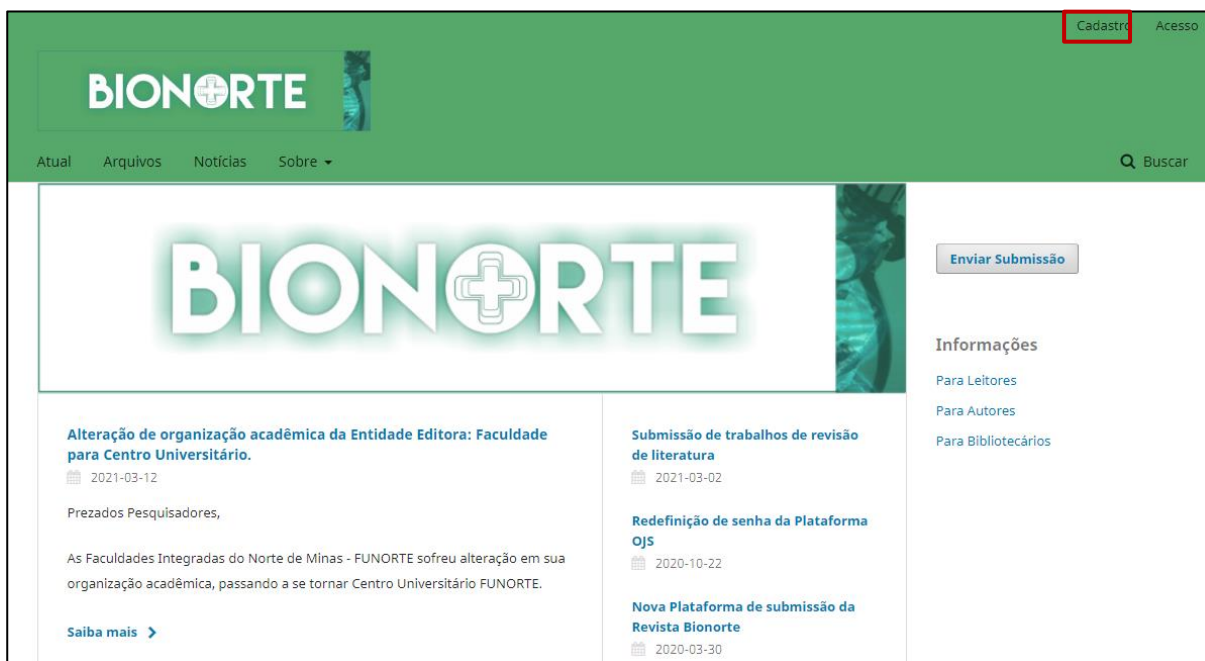 Cadastro Acesso
BIONORTE
Atual Arquivos Notícias Sobre
Buscar
BIONORTE
Enviar Submissão
Informações
Para Leitores
Para Autores
Para Bibliotecários
Alteração de organização acadêmica da Entidade Editora: Faculdade
para Centro Universitário.
2021-03-12
Prezados Pesquisadores,
As Faculdades Integradas do Norte de Minas - FUNORTE sofreu alteração em sua
organização acadêmica, passando a se tornar Centro Universitário FUNORTE.
Saiba mais
Submissão de trabalhos de revisão
de literatura
2021-03-02
Redefinição de senha da Plataforma
OJS
2020-10-22
Nova Plataforma de submissão da
Revista Bionorte
2020-03-30